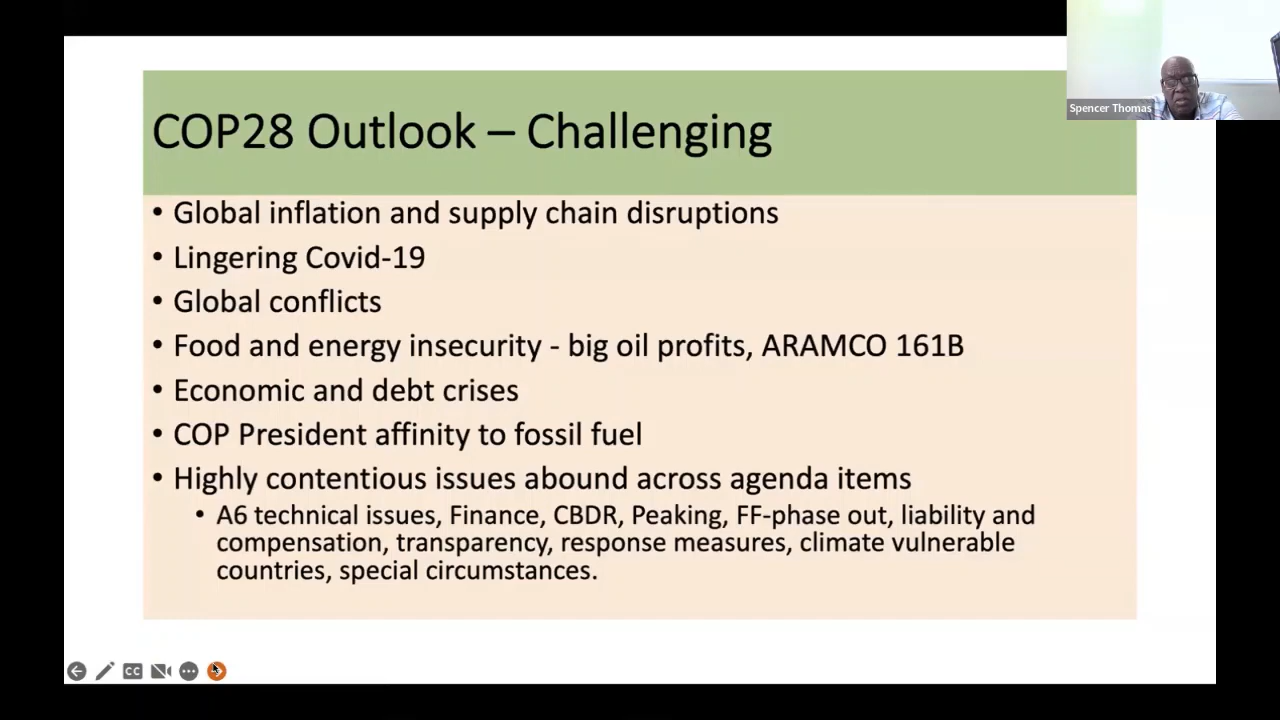 COP28 Outlook – Challenging
• Global inflation and supply chain disruptions
• Lingering Covid-19
• Global conflicts
• Food and energy insecurity - big oil profits, ARAMCO 161B
• Economic and debt crises
• COP President affinity to fossil fuel
• Highly contentious issues abound across agenda items
• A6 technical issues, Finance, CBDR, Peaking, FF-phase out, liability and
compensation, transparency, response measures, climate vulnerable
countries, special circumstances.
Spencer Thomas
CC